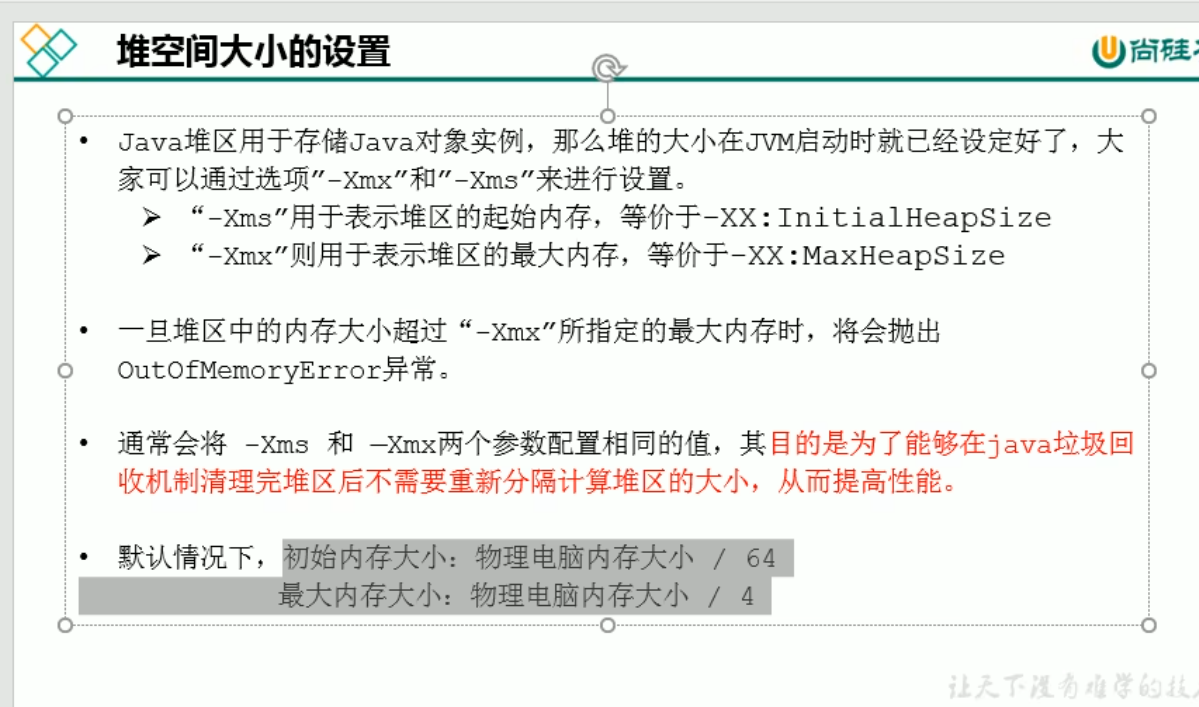 堆空间大小的设置
尚硅
• Java堆区用于存储Java对象实例，那么堆的大小在JVM启动时就已经设定好了，大
家可以通过选项”-Xmx”和”-Xms”来进行设置。
➢ “-Xms”用于表示堆区的起始内存，等价于-XX:InitialHeapSize
➢ “-Xmx”则用于表示堆区的最大内存，等价于-XX:MaxHeapSize
• 一旦堆区中的内存大小超过“-Xmx”所指定的最大内存时，将会抛出
OutOfMemoryError异常。
• 通常会将 -Xms 和 —Xmx两个参数配置相同的值，其目的是为了能够在java垃圾回
收机制清理完堆区后不需要重新分隔计算堆区的大小，从而提高性能。
• 默认情况下，初始内存大小：物理电脑内存大小 / 64
最大内存大小：物理电脑内存大小 / 4
让天下没有难学的技